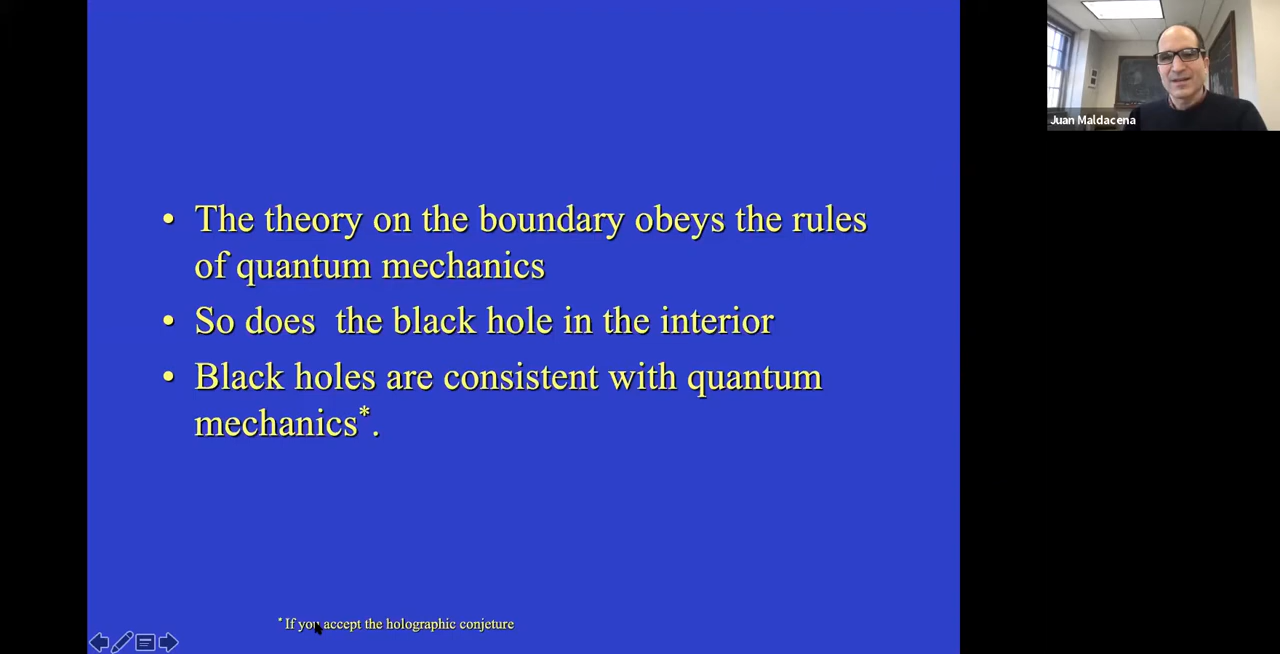 • The theory on the boundary obeys the rules
of quantum mechanics
• So does  the black hole in the interior
• Black holes are consistent with quantum
mechanics*.
* If you accept the holographic conjeture
Juan Maldacena